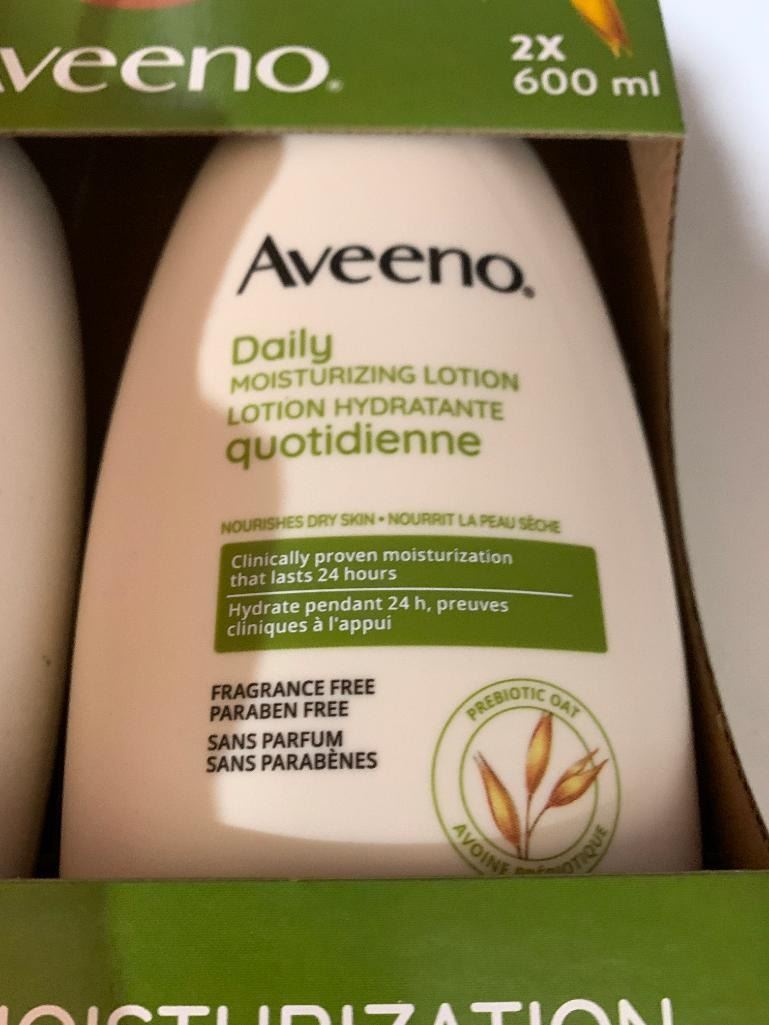 veeno.
2X
600 ml
Aveeno.
Daily
MOISTURIZING LOTION
LOTION HYDRATANTE
quotidienne
NOURISHES DRY SKIN • NOURRIT LA PEAU SÈCHE
Clinically proven moisturization
that lasts 24 hours
Hydrate pendant 24 h, preuves
cliniques à l'appui
FRAGRANCE FREE
PARABEN FREE
SANS PARFUM
SANS PARABÈNES
PREBIOTIC OAT
AVOINE PRÉBIOTIQUE
MOISTURIZATION